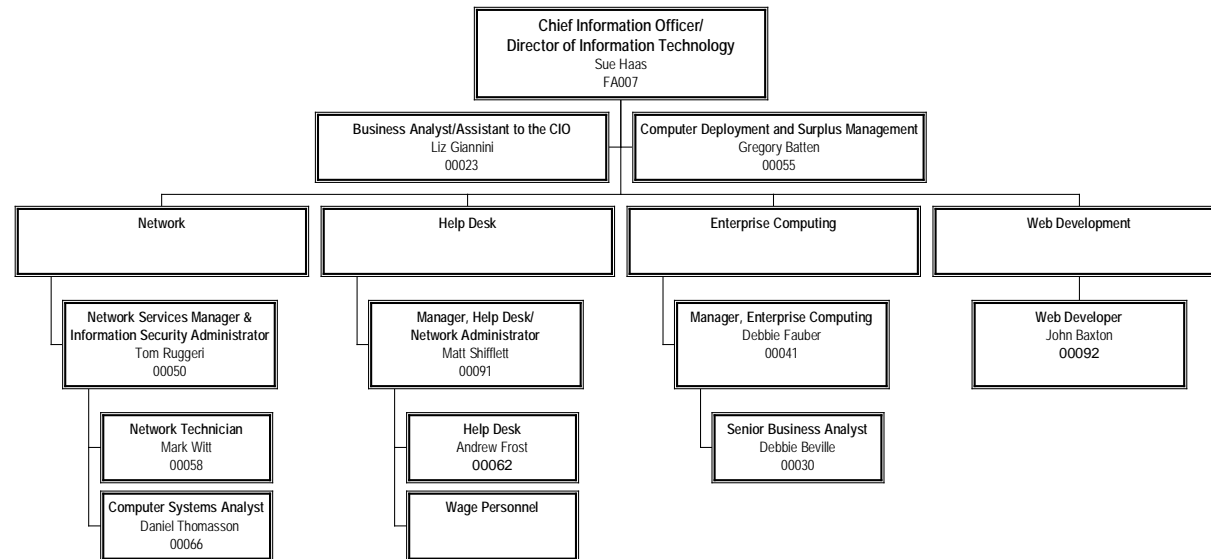 Chief Information Officer/
Director of Information Technology
Sue Haas
FA007
Business Analyst/Assistant to the CIO
Liz Giannini
00023
Computer Deployment and Surplus Management
Gregory Batten
00055
Network
Help Desk
Enterprise Computing
Web Development
Network Services Manager &
Information Security Administrator
Tom Ruggeri
00050
Manager, Help Desk/
Network Administrator
Matt Shifflett
00091
Manager, Enterprise Computing
Debbie Fauber
00041
Web Developer
John Baxton
00092
Network Technician
Mark Witt
00058
Help Desk
Andrew Frost
00062
Senior Business Analyst
Debbie Beville
00030
Computer Systems Analyst
Daniel Thomasson
00066
Wage Personnel